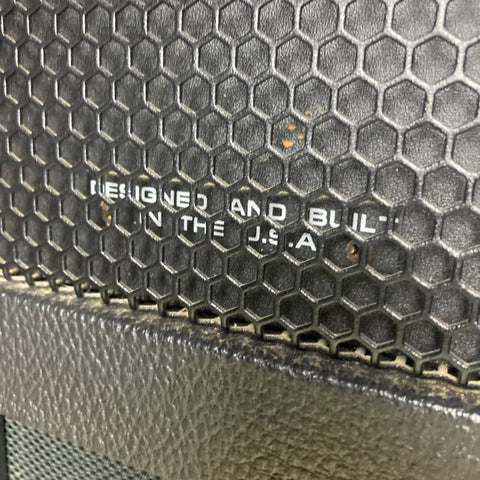 DESIGNED AND BUILT
IN THE U.S.A